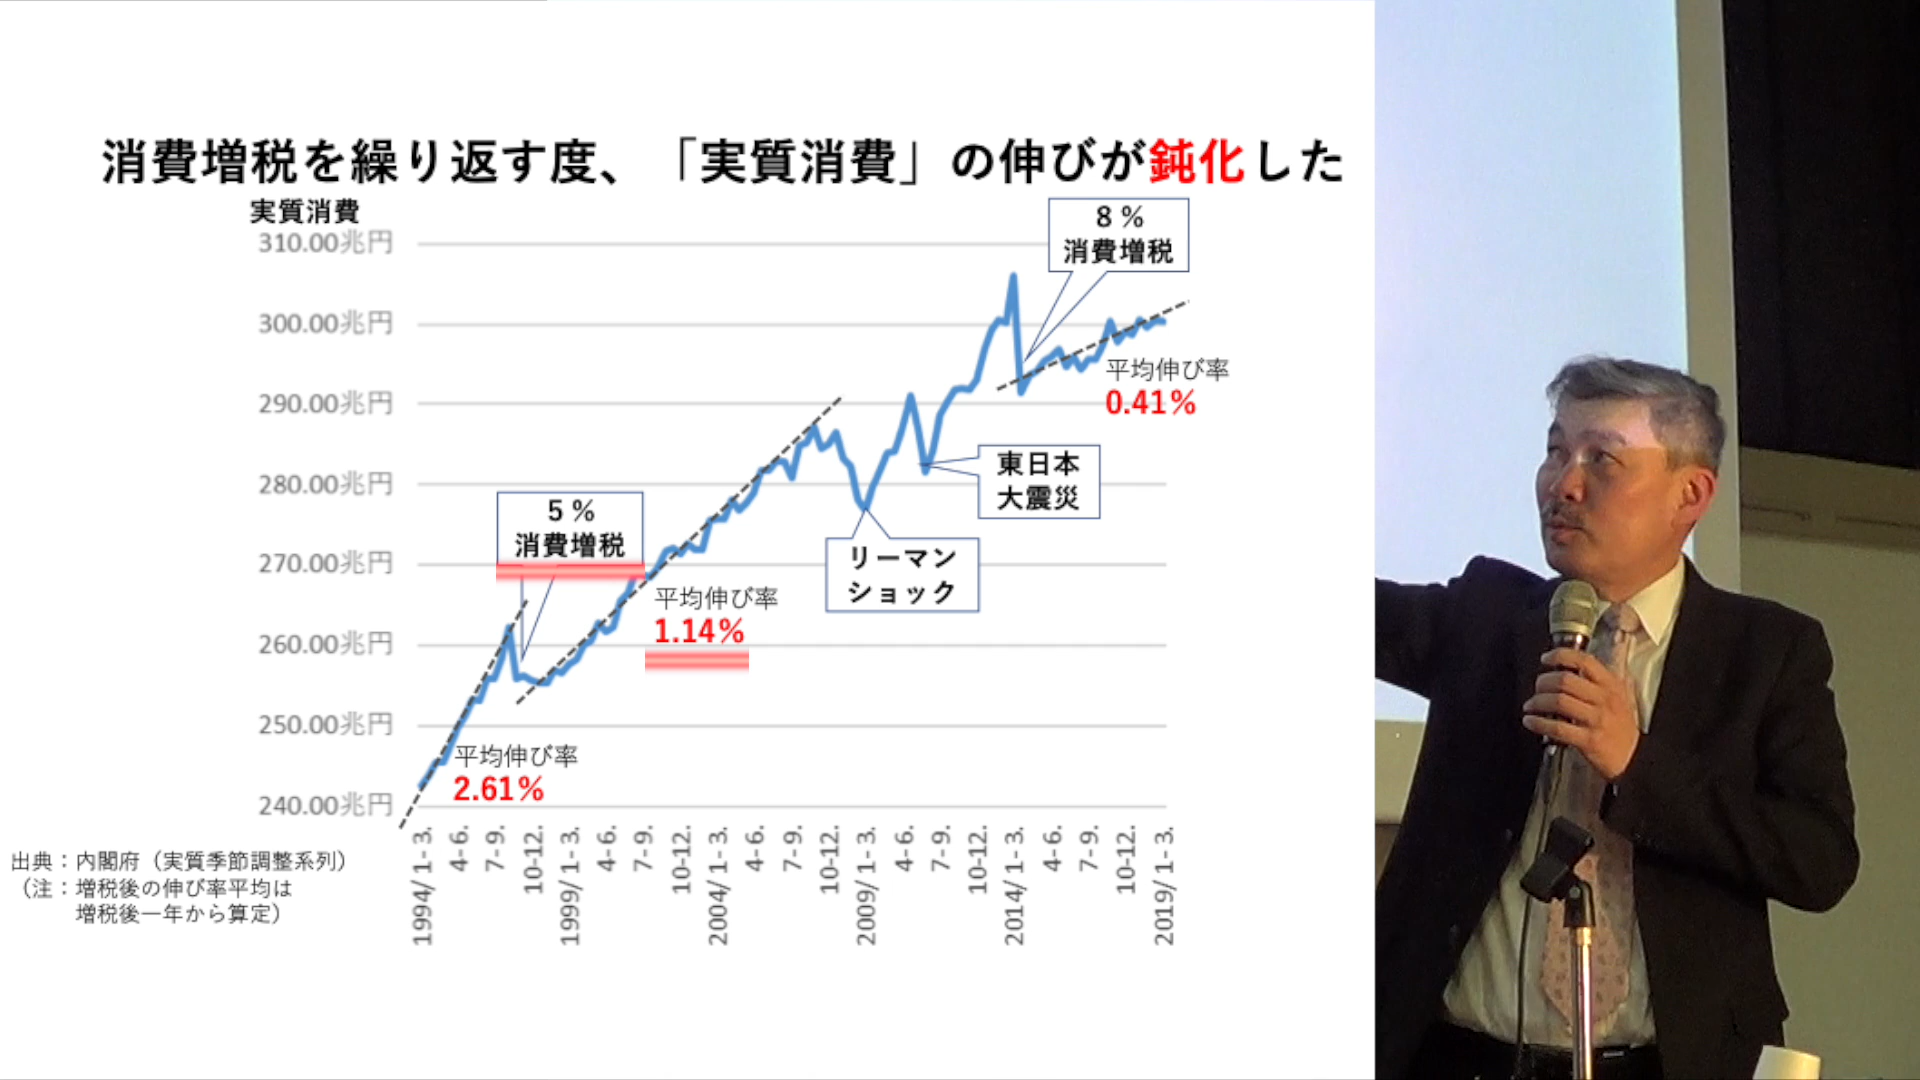 消費増税を繰り返す度、「実質消費」の伸びが鈍化した
実質消費
310.00兆円
300.00兆円
290.00兆円
280.00兆円
270.00兆円
260.00兆円
250.00兆円
240.00兆円
8％
消費増税
平均伸び率
0.41%
東日本
大震災
5％
消費増税
リーマン
ショック
平均伸び率
1.14%
平均伸び率
2.61%
1994/ 1- 3.
4- 6.
7- 9.
10-12.
1999/ 1- 3.
4- 6.
7- 9.
10-12.
2004/ 1- 3.
4- 6.
7- 9.
10-12.
2009/ 1- 3.
4- 6.
7- 9.
10-12.
2014/ 1- 3.
4- 6.
7- 9.
10-12.
2019/ 1- 3.
出典：内閣府（実質季節調整系列）
（注：増税後の伸び率平均は
増税後一年から算定）